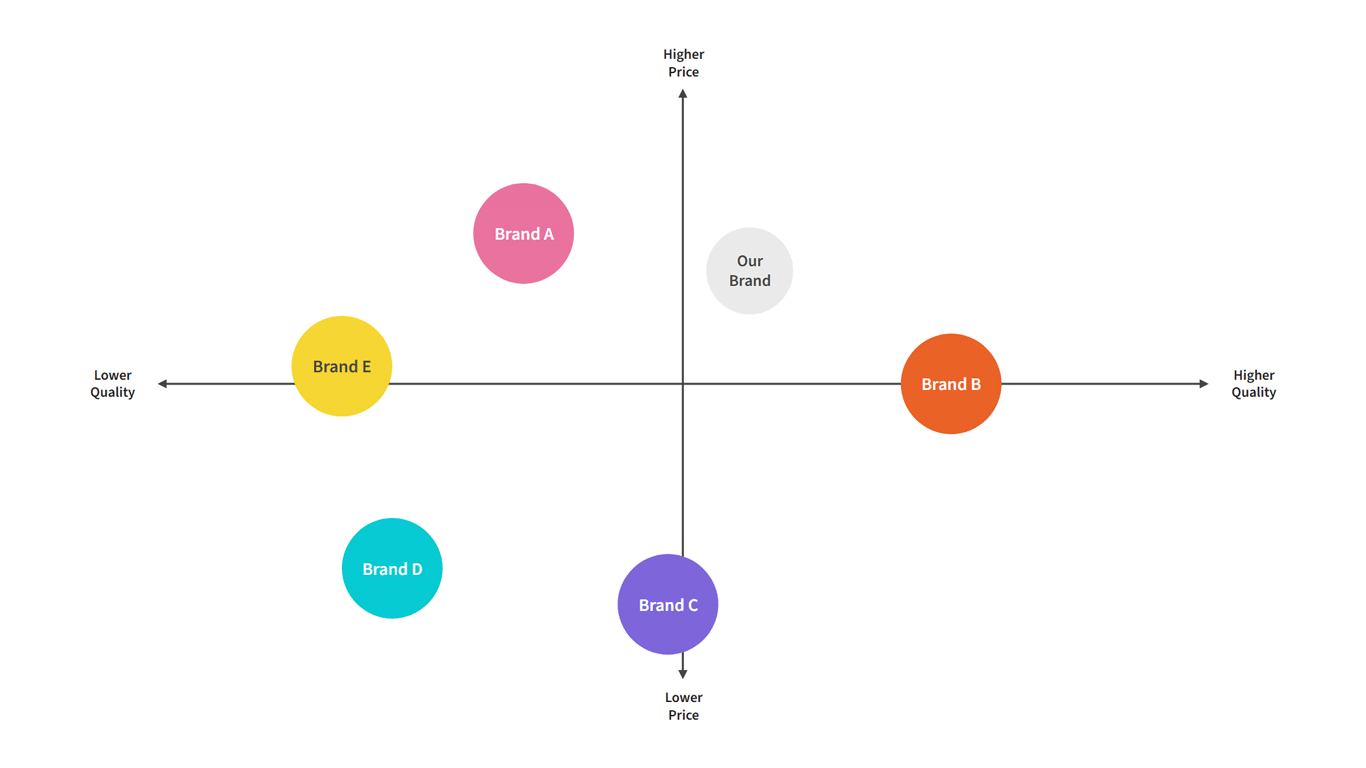 Higher
Price
Brand A
Our
Brand
Brand E
Lower
Quality
Brand B
Higher
Quality
Brand D
Brand C
Lower
Price